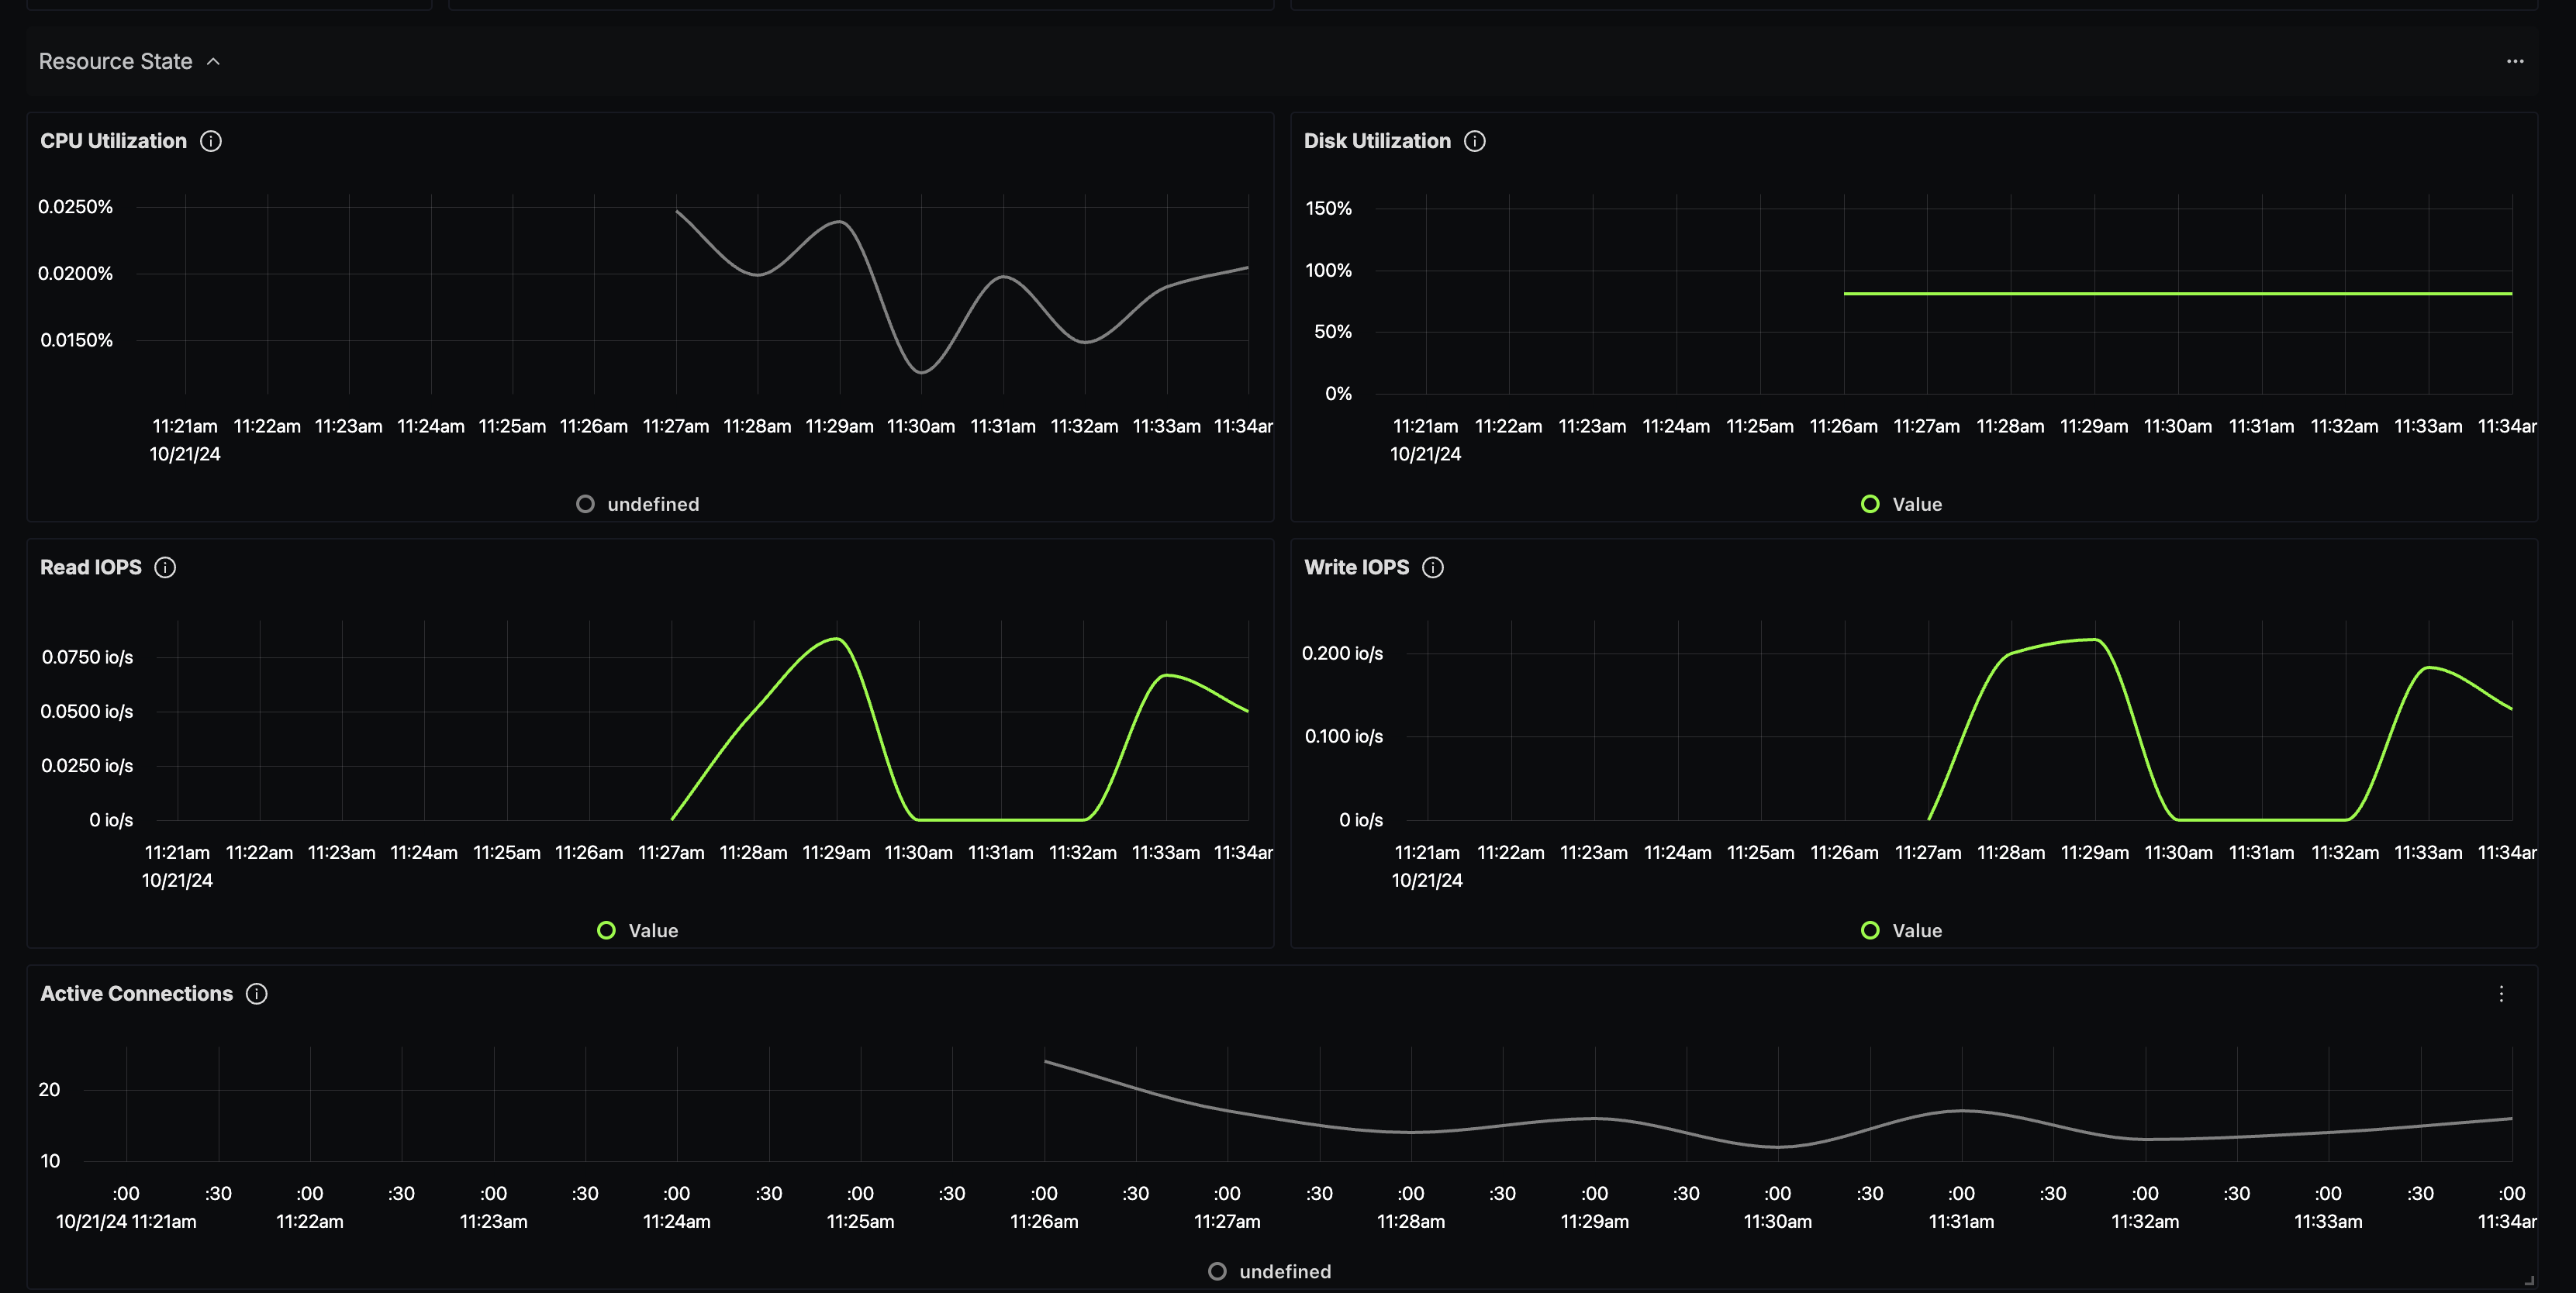 Resource State
CPU Utilization
0.0250%
0.0200%
0.0150%
11:21am 11:22am 11:23am 11:24am 11:25am 11:26am 11:27am 11:28am 11:29am 11:30am 11:31am 11:32am 11:33am 11:34ar
10/21/24
undefined
Disk Utilization
150%
100%
50%
0%
11:21am 11:22am 11:23am 11:24am 11:25am 11:26am 11:27am 11:28am 11:29am 11:30am 11:31am 11:32am 11:33am 11:34ar
10/21/24
Value
Read IOPS
0.0750 io/s
0.0500 io/s
0.0250 io/s
0 io/s
11:21am 11:22am 11:23am 11:24am 11:25am 11:26am 11:27am 11:28am 11:29am 11:30am 11:31am 11:32am 11:33am 11:34ar
10/21/24
Value
Write IOPS
0.200 io/s
0.100 io/s
0 io/s
11:21am 11:22am 11:23am 11:24am 11:25am 11:26am 11:27am 11:28am 11:29am 11:30am 11:31am 11:32am 11:33am 11:34ar
10/21/24
Value
Active Connections
20
10
:00 :30 :00 :30 :00 :30 :00 :30 :00 :30 :00 :30 :00 :30 :00 :30 :00 :30 :00 :30 :00 :30 :00 :30 :00 :30 :00
10/21/24 11:21am 11:22am 11:23am 11:24am 11:25am 11:26am 11:27am 11:28am 11:29am 11:30am 11:31am 11:32am 11:33am 11:34ar
undefined